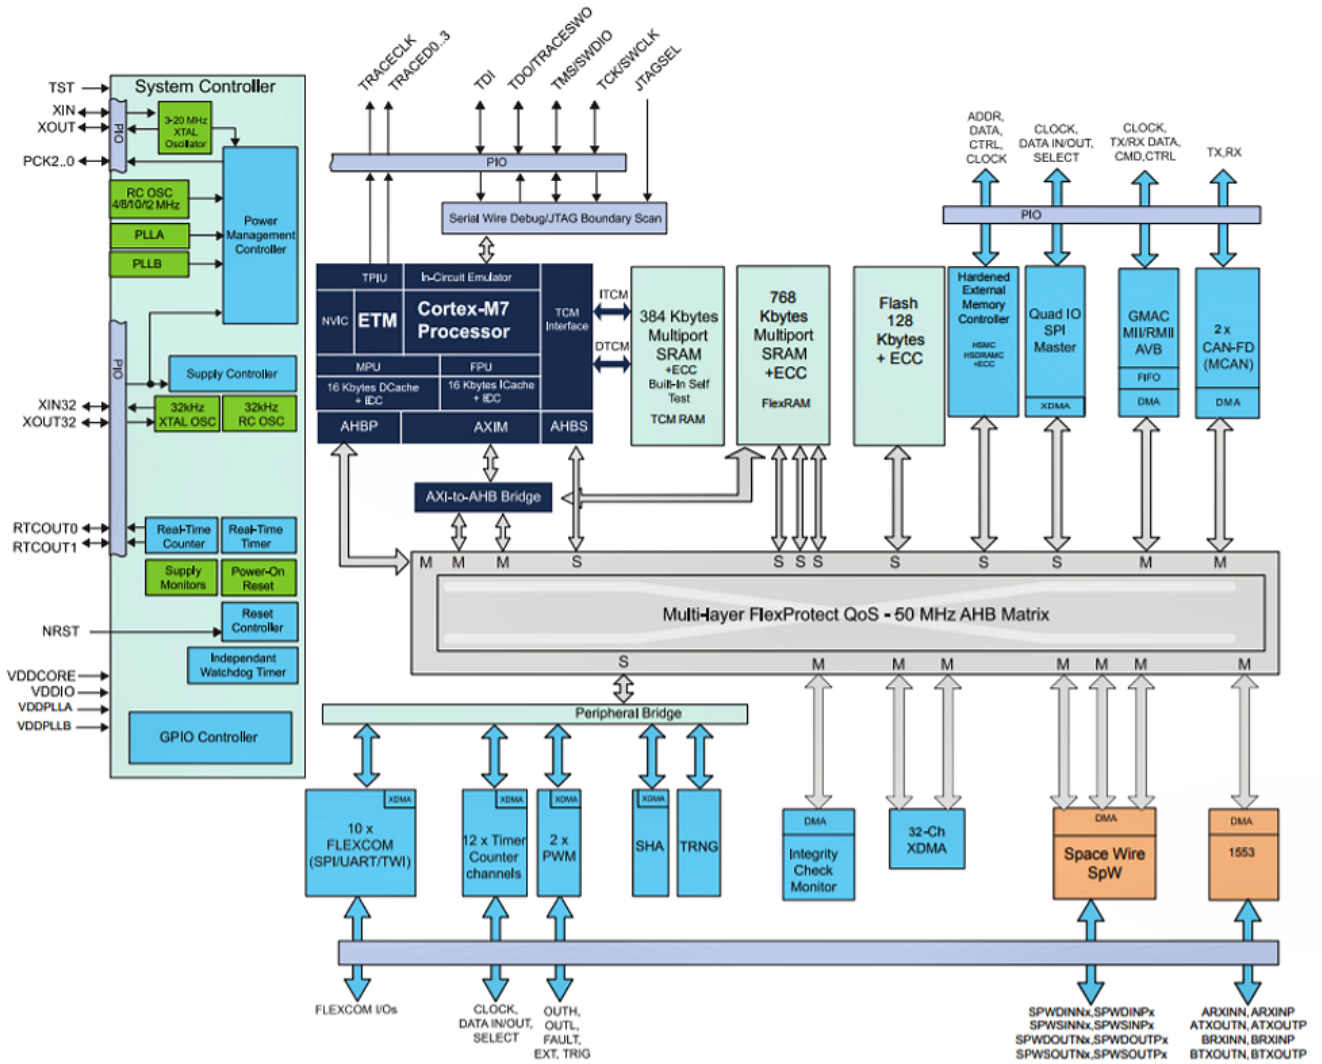 TRACECLK
TRACED0..3
TDI
TDO/TRACESWO
TMS/SWDIO
TCK/SWCLK
JTAGSEL
System Controller
TST
XIN
XOUT
PCK2..0
PIO
3-20 MHz
XTAL
Oscillator
RC OSC
4/8/10/12 MHz
PLLA
PLLB
Power
Management
Controller
PIO
Supply Controller
XIN32
XOUT32
32kHz
XTAL OSC
32kHz
RC OSC
RTCOUT0
RTCOUT1
Real-Time
Counter
Real-Time
Timer
Supply
Monitors
Power-On
Reset
NRST
Reset
Controller
Independant
Watchdog Timer
VDDCORE
VDDIO
VDDPLLA
VDDPLLB
GPIO Controller
PIO
Serial Wire Debug/JTAG Boundary Scan
TPIU
In-Circuit Emulator
NVIC
ETM
Cortex-M7
Processor
TCM
Interface
MPU
FPU
16 Kbytes DCache
+ ECC
16 Kbytes ICache
+ ECC
AHBP
AXIM
AHBS
ITCM
DTCM
384 Kbytes
Multiport
SRAM
+ECC
Built-In Self
Test
TCM RAM
768
Kbytes
Multiport
SRAM
+ECC
FlexRAM
Flash
128
Kbytes
+ ECC
ADDR,
DATA,
CTRL,
CLOCK
CLOCK,
DATA IN/OUT,
SELECT
CLOCK,
TX/RX DATA,
CMD,CTRL
TX,RX
PIO
Hardened
External
Memory
Controller
HSMC
HSDRAMC
+ECC
Quad IO
SPI
Master
XDMA
GMAC
MII/RMII
AVB
FIFO
DMA
2 x
CAN-FD
(MCAN)
DMA
AXI-to-AHB Bridge
M M M S S S S S S S M M
Multi-layer FlexProtect QoS - 50 MHz AHB Matrix
S M M M M M M M
Peripheral Bridge
XDMA
10 x
FLEXCOM
(SPI/UART/TWI)
XDMA
12 x Timer
Counter
channels
XDMA
2 x
PWM
XDMA
SHA
TRNG
DMA
Integrity
Check
Monitor
32-Ch
XDMA
DMA
Space Wire
SpW
DMA
1553
FLEXCOM I/Os
CLOCK,
DATA IN/OUT,
SELECT
OUTH,
OUTL,
FAULT,
EXT, TRIG
SPWDINNx,SPWDINPx
SPWSINNx,SPWSINPx
SPWDOUTNx,SPWDOUTPx
SPWSOUTNx,SPWSOUTPx
ARXINN, ARXINP
ATXOUTN, ATXOUTP
BRXINN, BRXINP
BTXOUTN, BTXOUTP